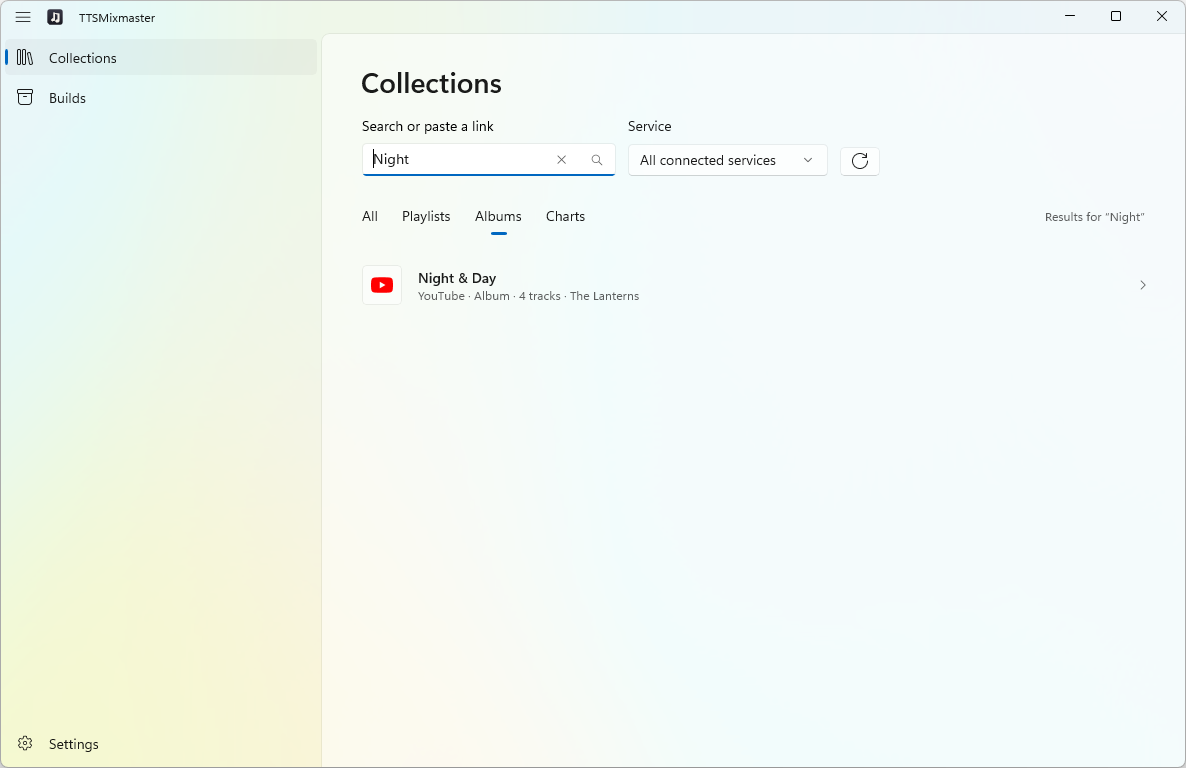 TTSMixmaster
Collections
Builds
Settings
Collections
Search or paste a link
Service
Night
All connected services
All Playlists Albums Charts
Results for "Night"
Night & Day
YouTube · Album · 4 tracks · The Lanterns